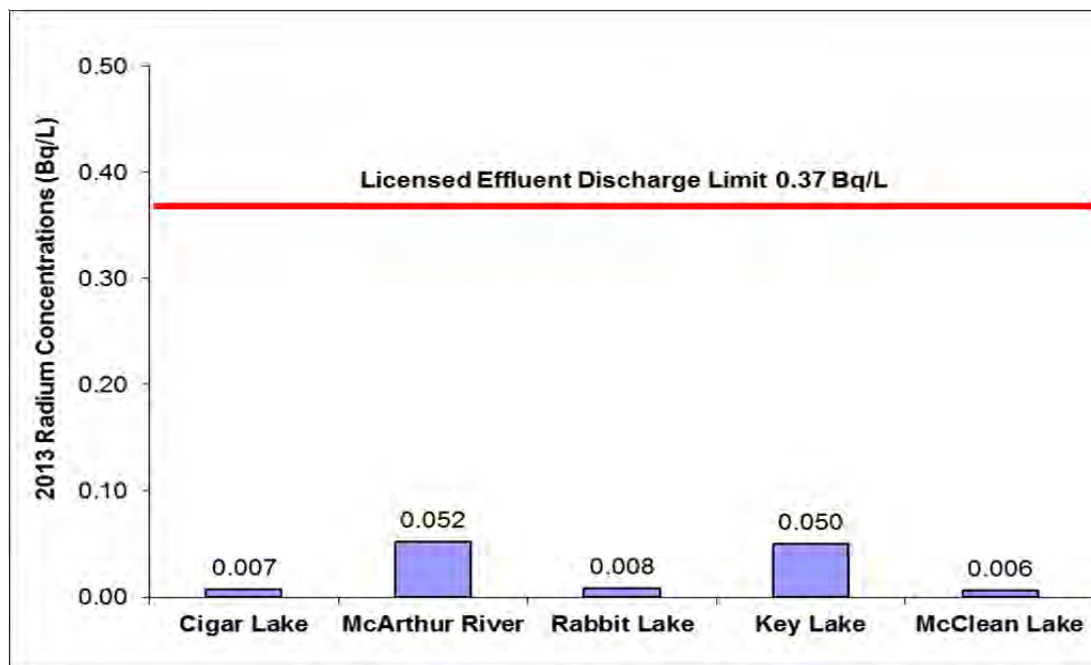 2013 Radium Concentrations (Bq/L)
0.50
0.40
0.30
0.20
0.10
0.00
Licensed Effluent Discharge Limit 0.37 Bq/L
0.007
0.052
0.008
0.050
0.006
Cigar Lake
McArthur River
Rabbit Lake
Key Lake
McClean Lake